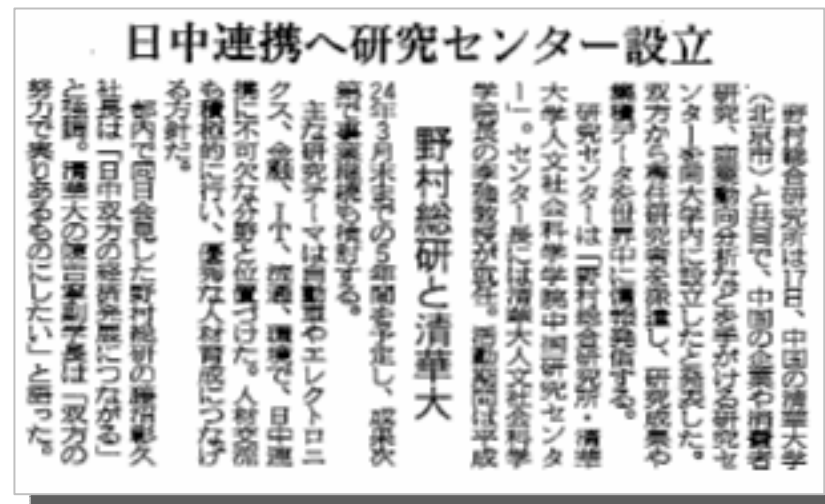 日中連携へ研究センター設立
野村総研と清華大
野村総合研究所は17日、中国の清華大学
（北京市）と共同で、中国の企業や消費者
研究、産業動向分析などを手がける研究セ
ンターを同大学内に設立したと発表した。
双方から専任研究者を派遣し、研究成果や
集積データを世界中に情報発信する。
研究センターは「野村総合研究所・清華
大学人文社会科学学院中国研究センタ
ー」。センター長には清華大人文社会科学
学院長の李強教授が就任。活動期間は平成
24年3月末までの5年間を予定し、成果次
第で事業継続も検討する。
主な研究テーマは自動車やエレクトロニ
クス、金融、IT、流通、環境で、日中連
携に不可欠な分野と位置づけた。人材交流
も積極的に行い、優秀な人材育成につなげ
る方針だ。
都内で同日会見した野村総研の藤沼彰久
社長は「日中双方の経済発展につながる」
と強調。清華大の陳吉寧副学長は「双方の
努力で実りあるものにしたい」と語った。